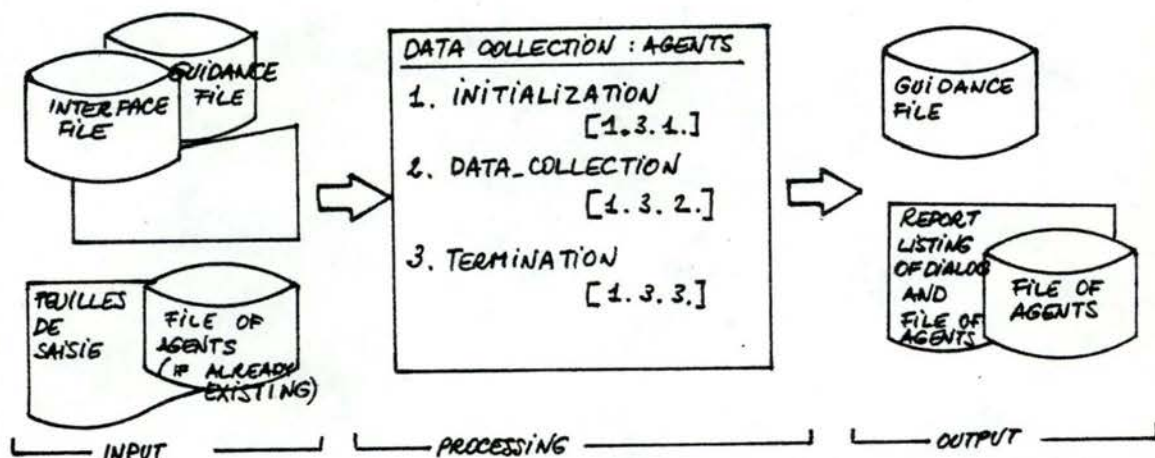 INTERFACE
FILE
GUIDANCE
FILE
FEUILLES
DE
SAISIE
FILE OF
AGENTS
(IF ALREADY
EXISTING)
INPUT
DATA COLLECTION : AGENTS
1. INITIALIZATION
[1.3.1.]
2. DATA_COLLECTION
[1.3.2.]
3. TERMINATION
[1.3.3.]
PROCESSING
GUIDANCE
FILE
REPORT
LISTING
OF DIALOG
AND
FILE OF
AGENTS
FILE OF
AGENTS
OUTPUT